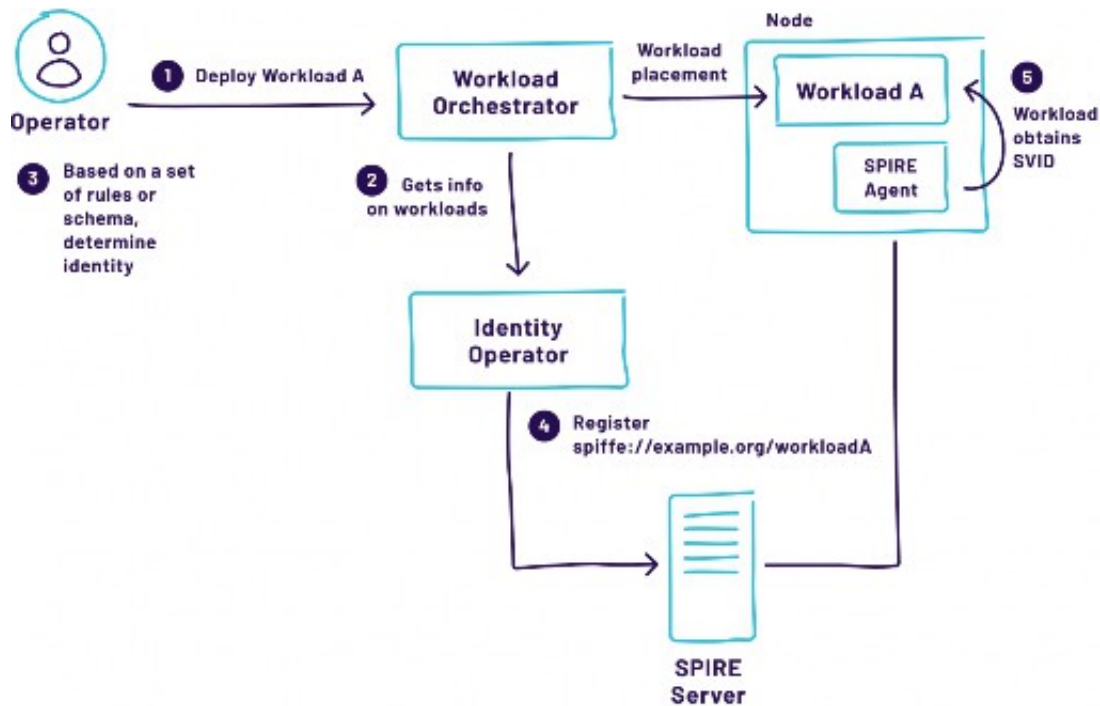 Node
1 Deploy Workload A
Operator
Workload
Orchestrator
Workload
placement
Workload A
SPIRE
Agent
5
Workload
obtains
SVID
3 Based on a set
of rules or
schema,
determine
identity
2 Gets info
on workloads
Identity
Operator
4 Register
spiffe://example.org/workloadA
SPIRE
Server